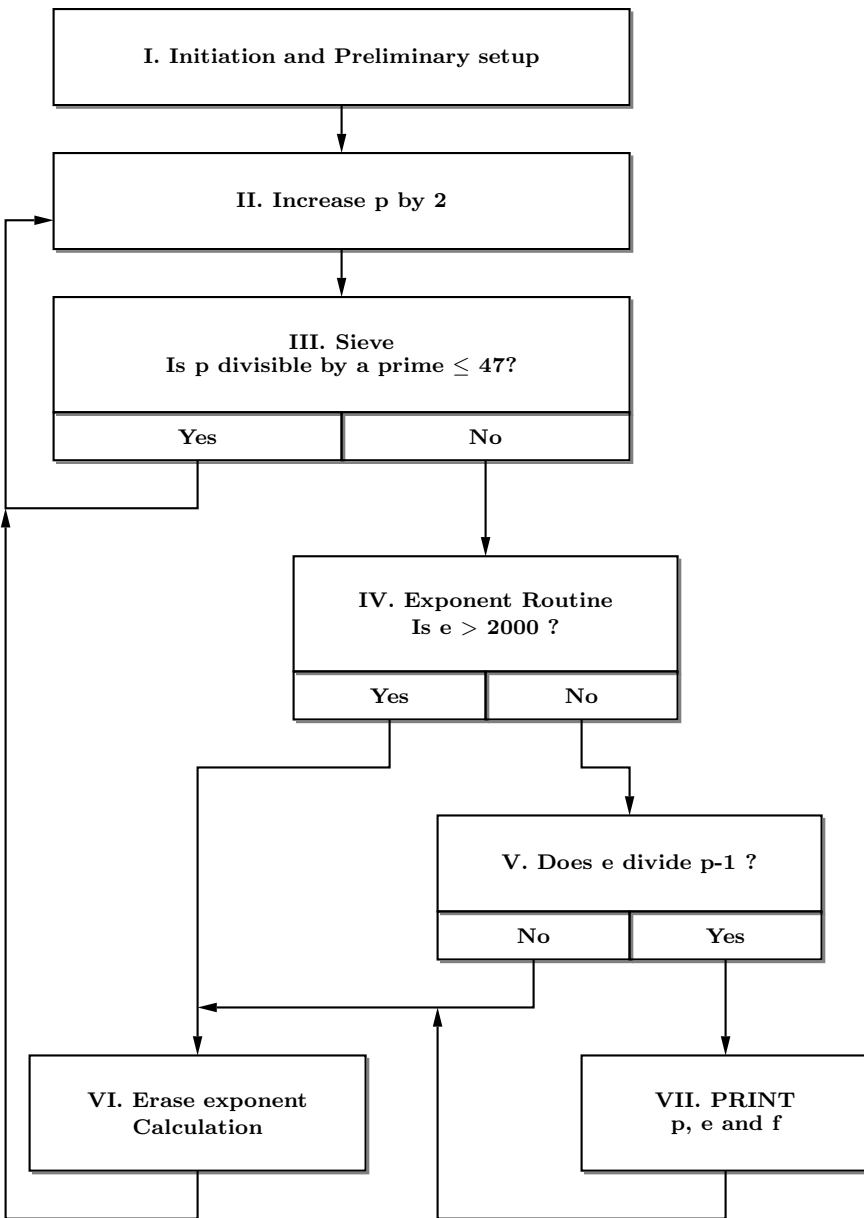 I. Initiation and Preliminary setup
II. Increase p by 2
III. Sieve
Is p divisible by a prime ≤ 47?
Yes
No
IV. Exponent Routine
Is e > 2000 ?
Yes
No
V. Does e divide p-1 ?
No
Yes
VI. Erase exponent
Calculation
VII. PRINT
p, e and f